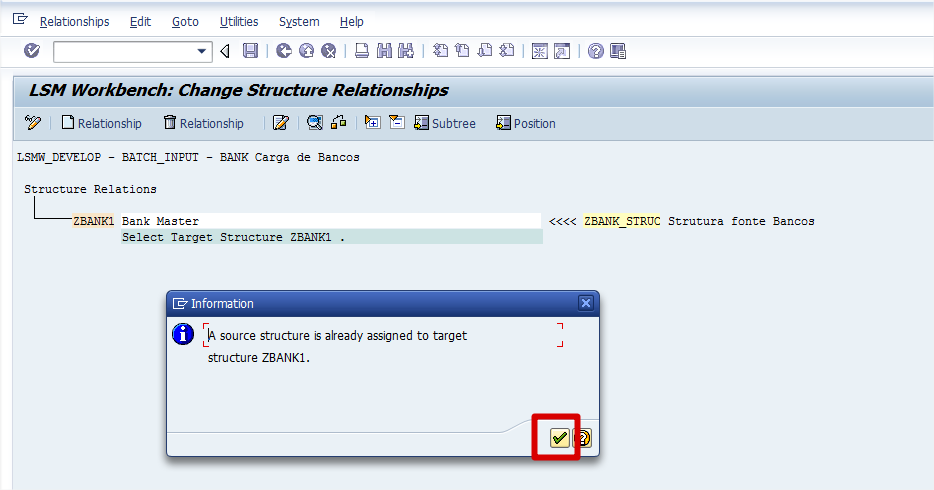 Relationships Edit Goto Utilities System Help
LSM Workbench: Change Structure Relationships
Relationship Relationship Subtree Position
LSMW_DEVELOP - BATCH_INPUT - BANK Carga de Bancos
Structure Relations
ZBANK1 Bank Master <<<< ZBANK_STRUC Strutura fonte Bancos
Select Target Structure ZBANK1 .
Information
A source structure is already assigned to target
structure ZBANK1.